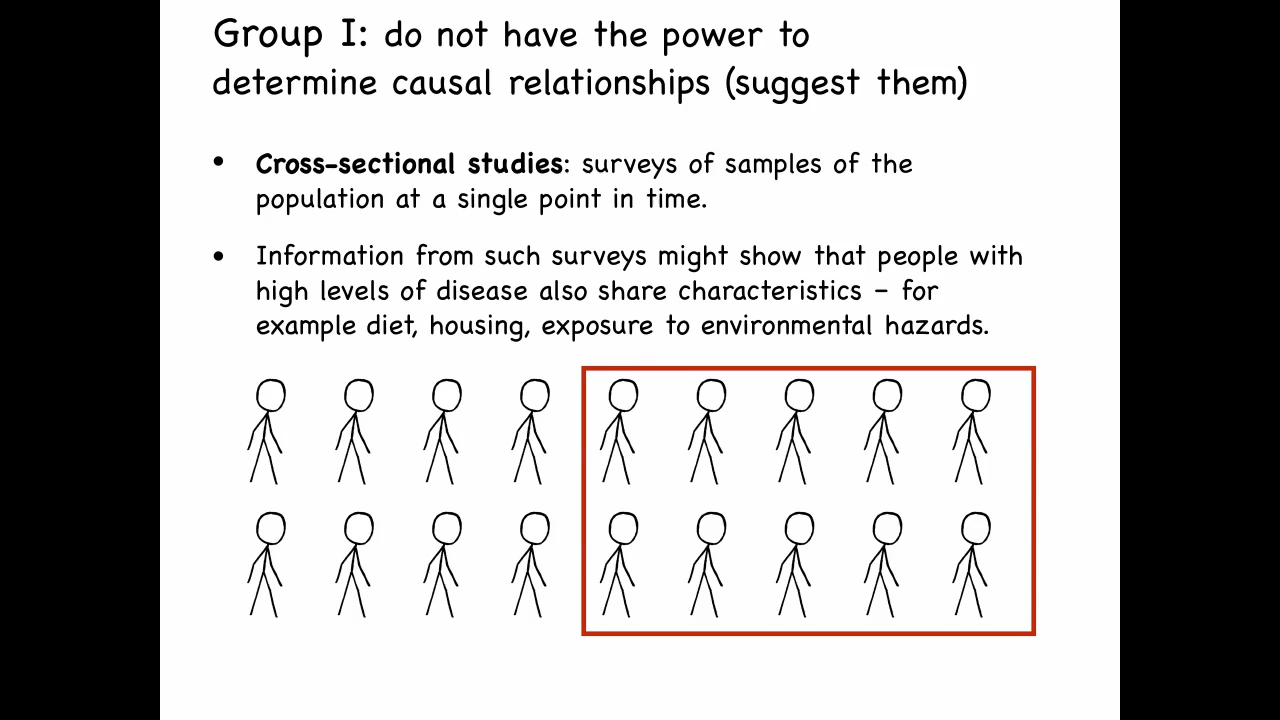 Group I: do not have the power to
determine causal relationships (suggest them)
• Cross-sectional studies: surveys of samples of the
population at a single point in time.
• Information from such surveys might show that people with
high levels of disease also share characteristics – for
example diet, housing, exposure to environmental hazards.